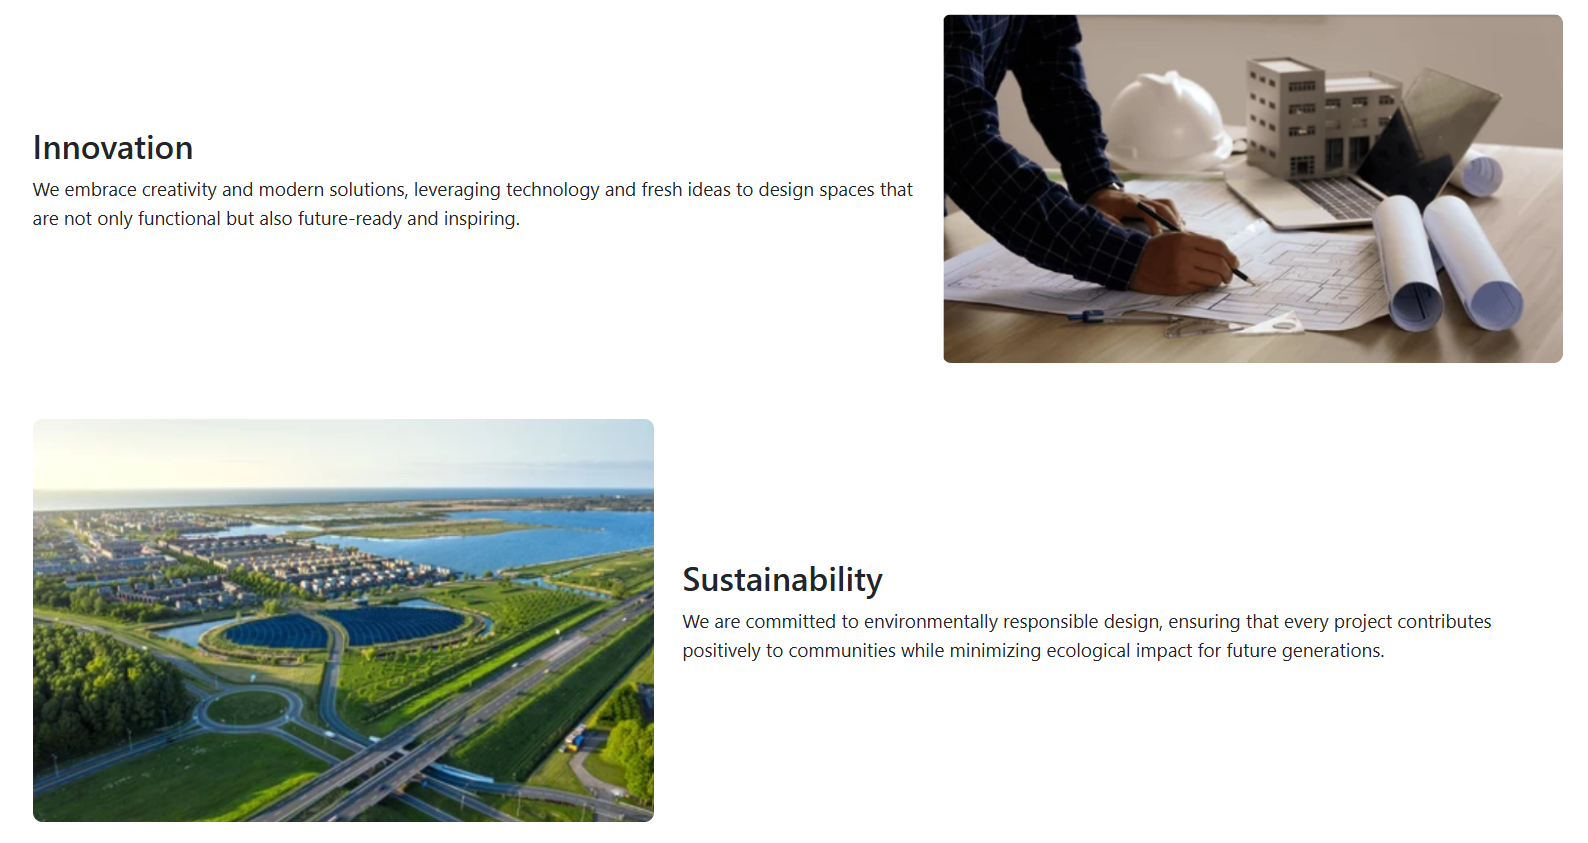 Innovation
We embrace creativity and modern solutions, leveraging technology and fresh ideas to design spaces that
are not only functional but also future-ready and inspiring.
Sustainability
We are committed to environmentally responsible design, ensuring that every project contributes
positively to communities while minimizing ecological impact for future generations.